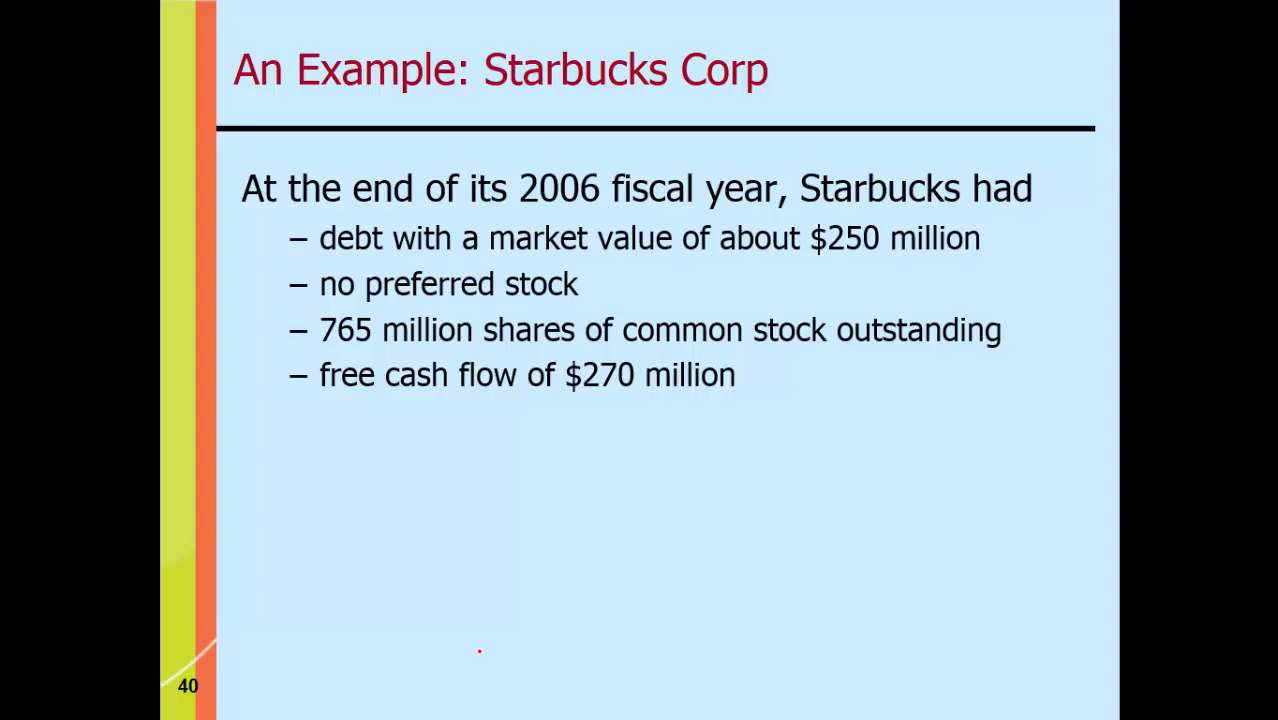 An Example: Starbucks Corp
At the end of its 2006 fiscal year, Starbucks had
– debt with a market value of about $250 million
– no preferred stock
– 765 million shares of common stock outstanding
– free cash flow of $270 million
40